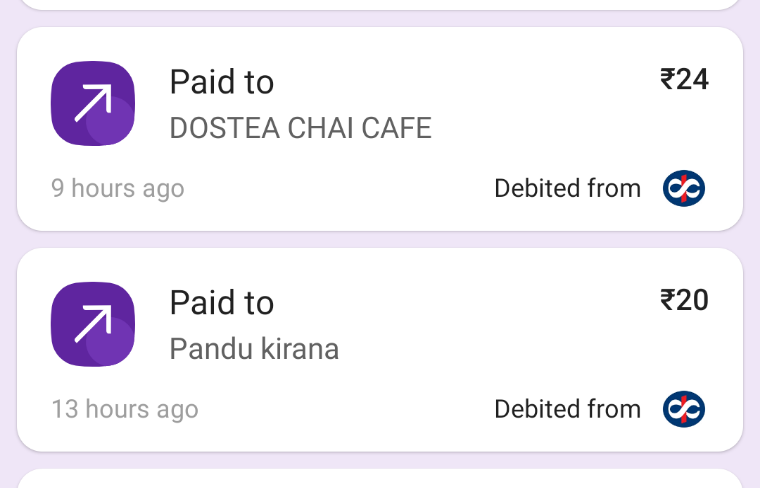 Paid to
₹24
DOSTEA CHAI CAFE
9 hours ago
Debited from
Paid to
₹20
Pandu kirana
13 hours ago
Debited from